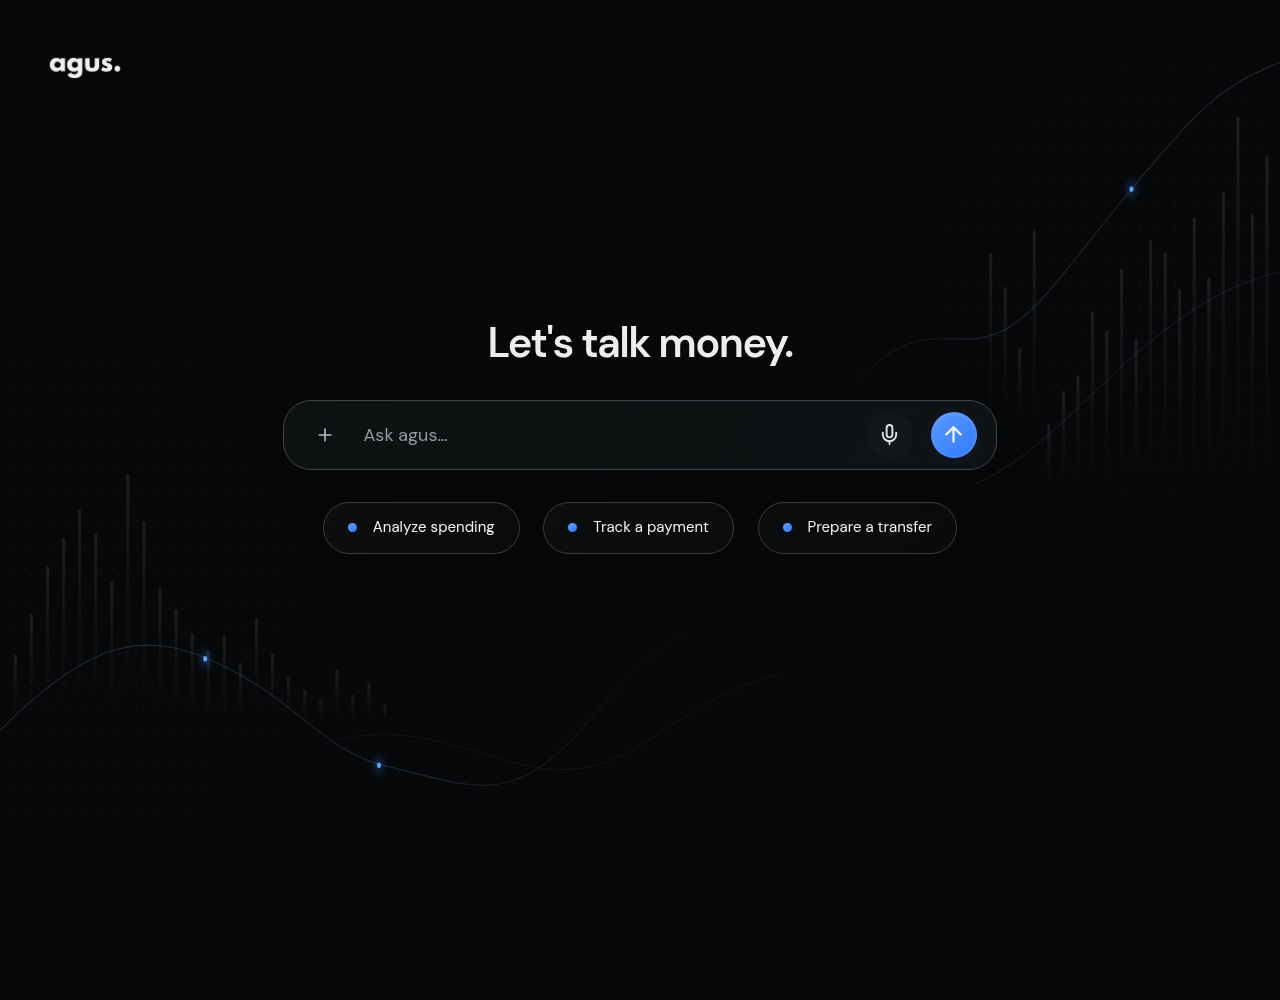 agus.
Let's talk money.
Ask agus...
Analyze spending
Track a payment
Prepare a transfer